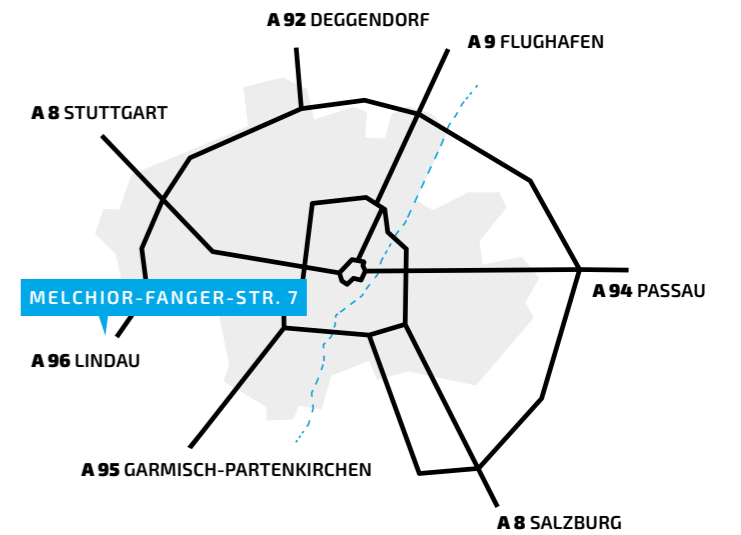 A 92 DEGGENDORF
A 9 FLUGHAFEN
A 8 STUTTGART
MELCHIOR-FANGER-STR. 7
A 94 PASSAU
A 96 LINDAU
A 95 GARMISCH-PARTENKIRCHEN
A 8 SALZBURG